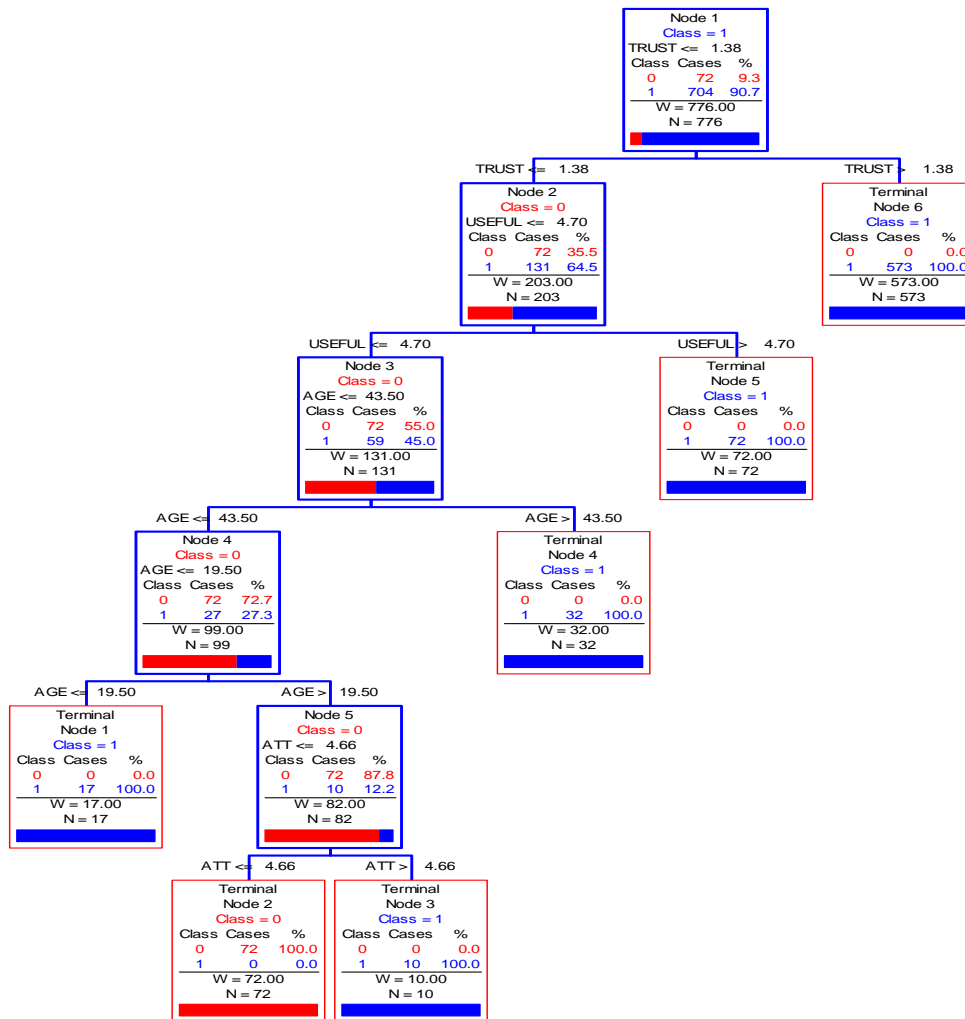 Node 1
Class = 1
TRUST <= 1.38
Class Cases %
0 72 9.3
1 704 90.7
W = 776.00
N = 776
TRUST <= 1.38
TRUST > 1.38
Node 2
Class = 0
USEFUL <= 4.70
Class Cases %
0 72 35.5
1 131 64.5
W = 203.00
N = 203
Terminal
Node 6
Class = 1
Class Cases %
0 0 0.0
1 573 100.0
W = 573.00
N = 573
USEFUL <= 4.70
USEFUL > 4.70
Node 3
Class = 0
AGE <= 43.50
Class Cases %
0 72 55.0
1 59 45.0
W = 131.00
N = 131
Terminal
Node 5
Class = 1
Class Cases %
0 0 0.0
1 72 100.0
W = 72.00
N = 72
AGE <= 43.50
AGE > 43.50
Node 4
Class = 0
AGE <= 19.50
Class Cases %
0 72 72.7
1 27 27.3
W = 99.00
N = 99
Terminal
Node 4
Class = 1
Class Cases %
0 0 0.0
1 32 100.0
W = 32.00
N = 32
AGE <= 19.50
AGE > 19.50
Terminal
Node 1
Class = 1
Class Cases %
0 0 0.0
1 17 100.0
W = 17.00
N = 17
Node 5
Class = 0
ATT <= 4.66
Class Cases %
0 72 87.8
1 10 12.2
W = 82.00
N = 82
ATT <= 4.66
ATT > 4.66
Terminal
Node 2
Class = 0
Class Cases %
0 72 100.0
1 0 0.0
W = 72.00
N = 72
Terminal
Node 3
Class = 1
Class Cases %
0 0 0.0
1 10 100.0
W = 10.00
N = 10